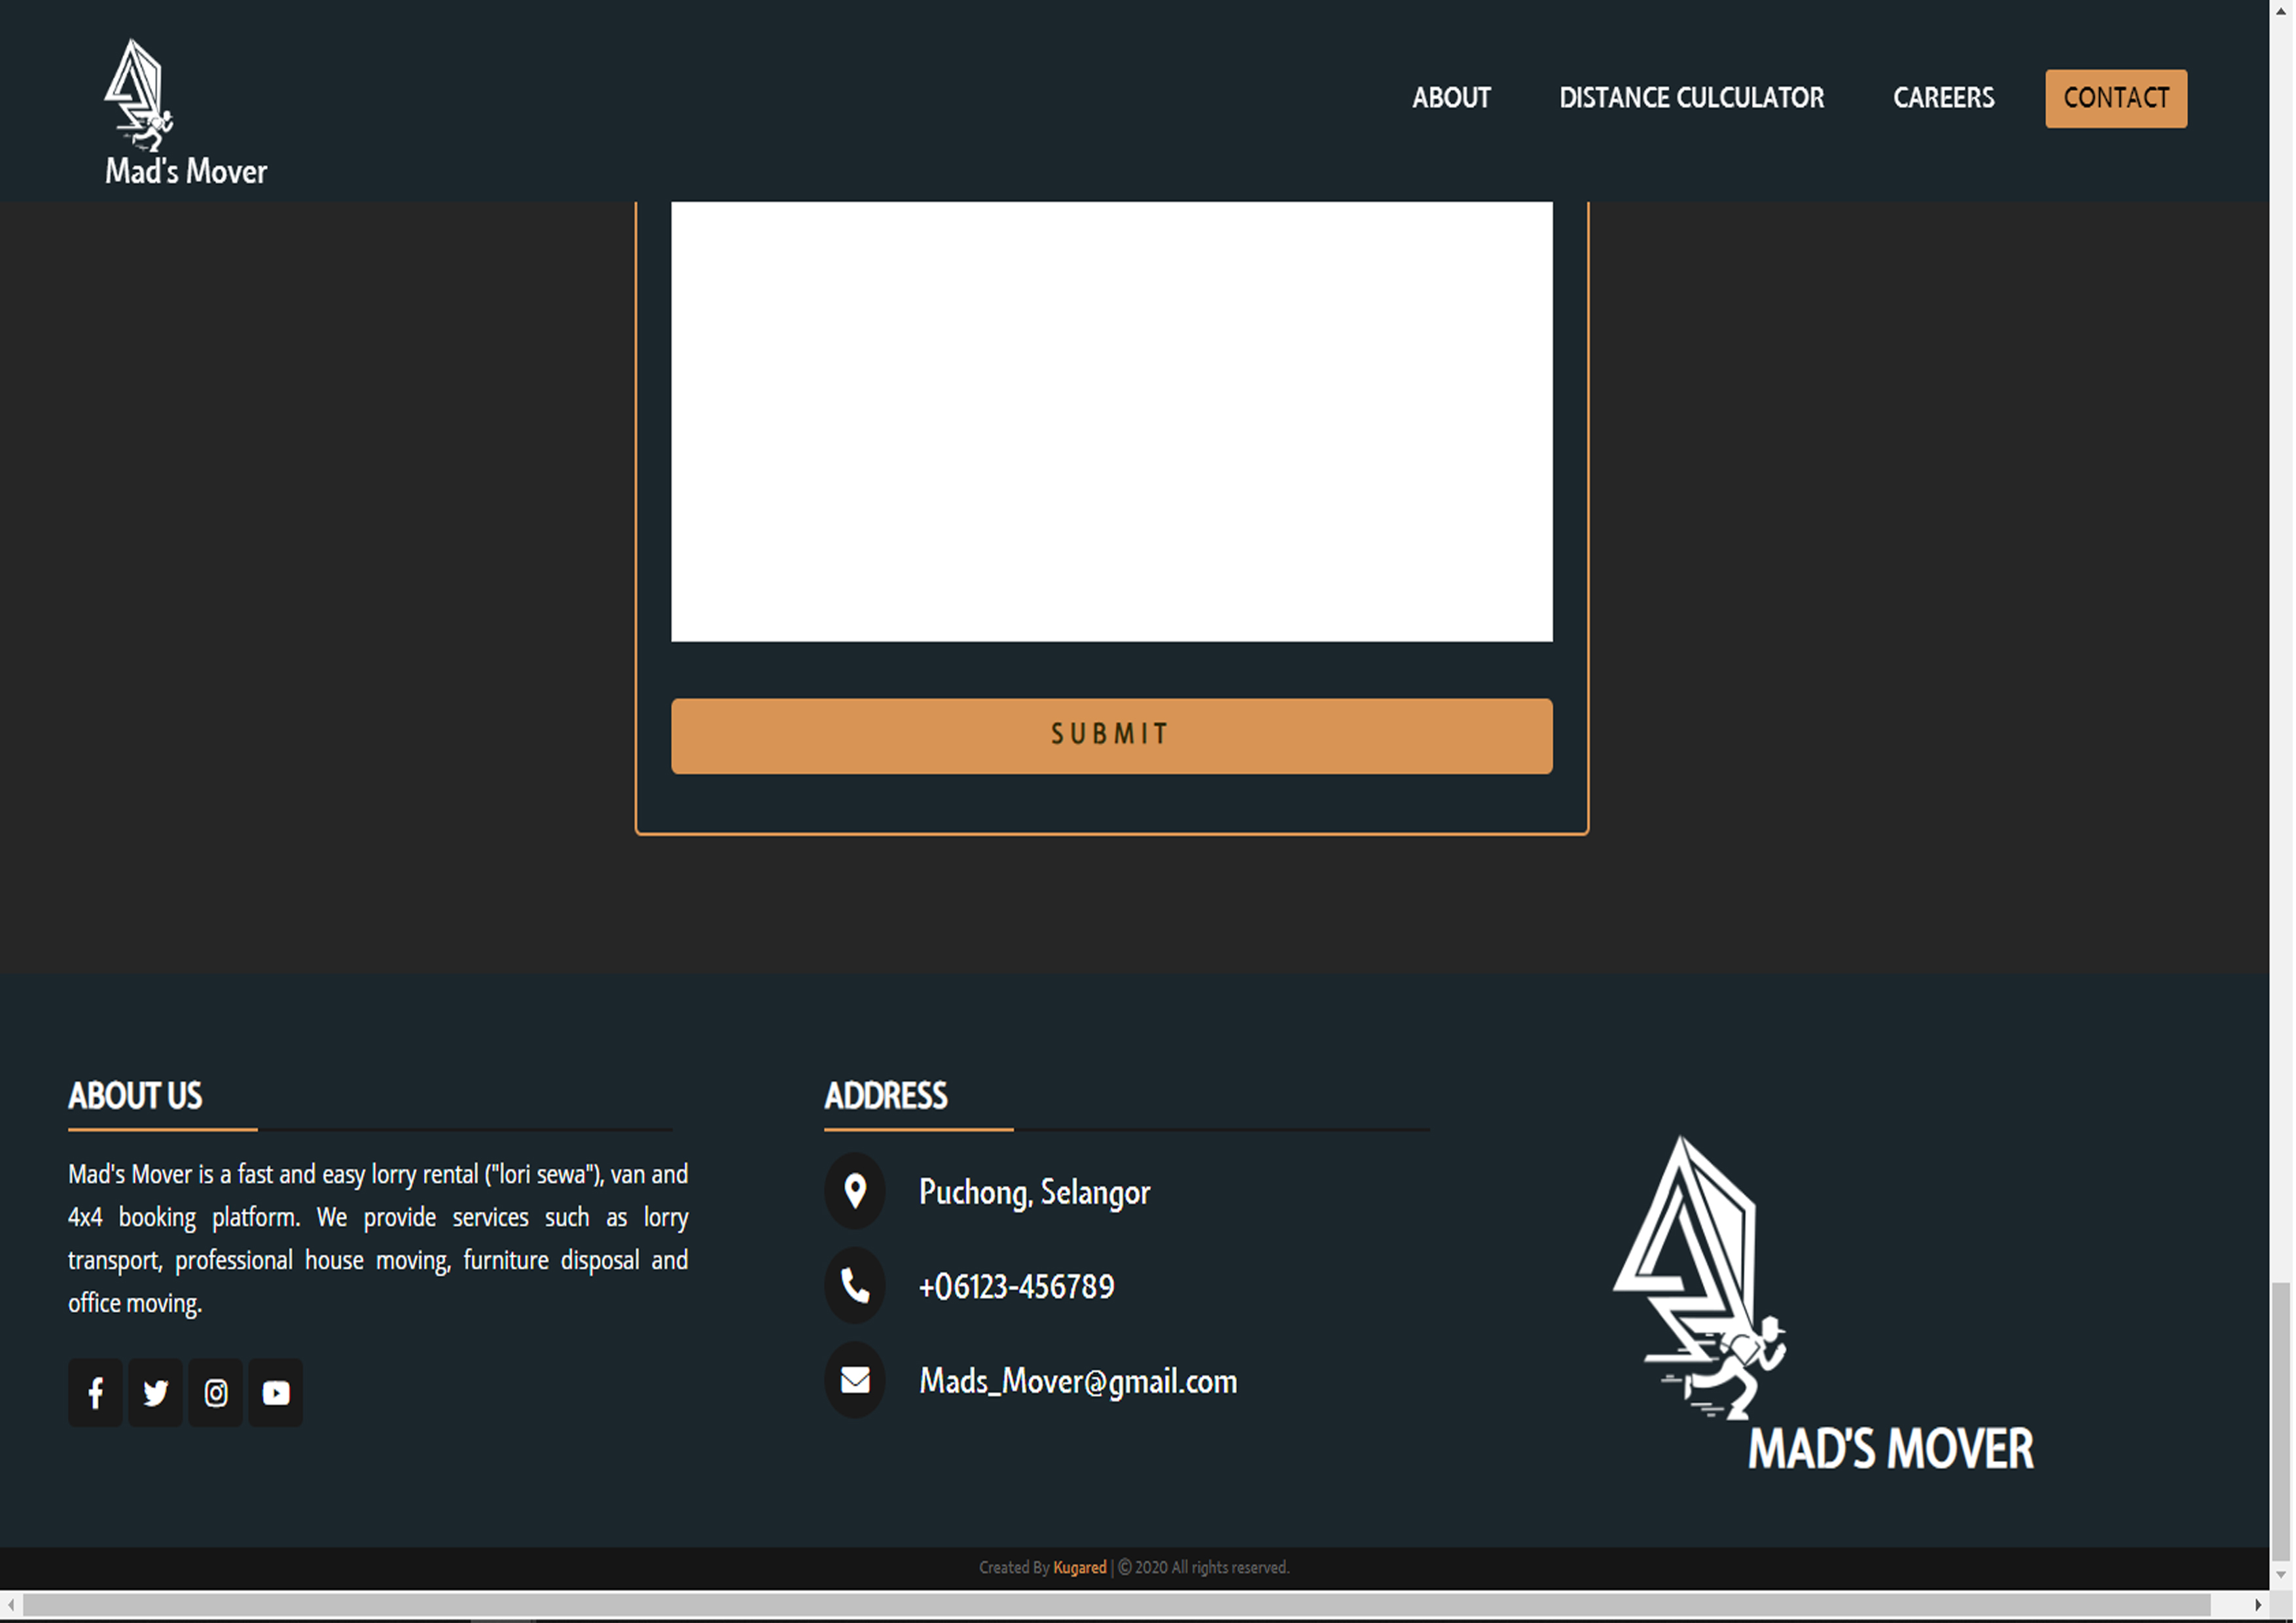 Mad's Mover
ABOUT
DISTANCE CULCULATOR
CAREERS
CONTACT
SUBMIT
ABOUT US
Mad's Mover is a fast and easy lorry rental ("lori sewa"), van and
4x4 booking platform. We provide services such as lorry
transport, professional house moving, furniture disposal and
office moving.
ADDRESS
Puchong, Selangor
+06123-456789
Mads_Mover@gmail.com
MAD'S MOVER
Created By Kugared | © 2020 All rights reserved.